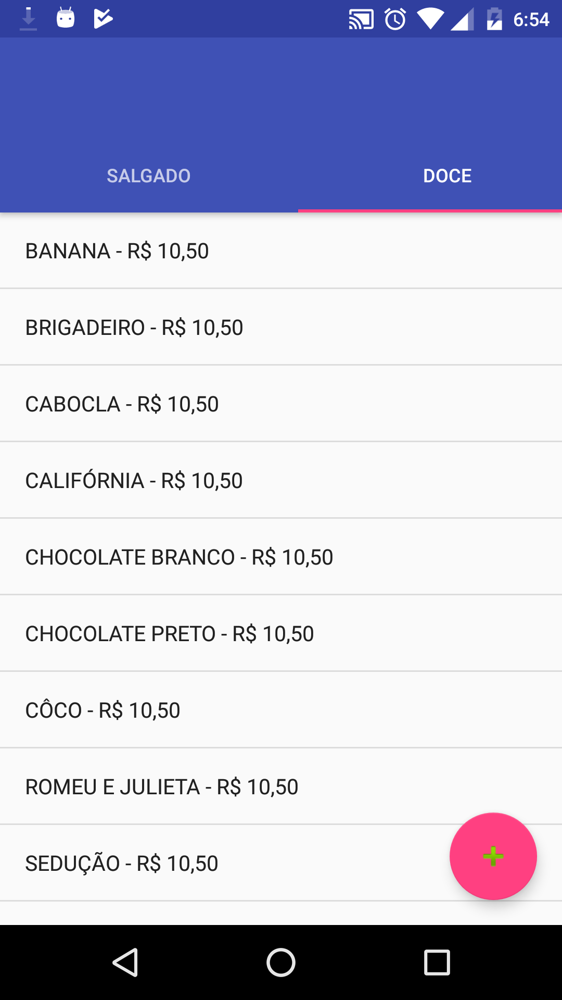 6:54
SALGADO
DOCE
BANANA - R$ 10,50
BRIGADEIRO - R$ 10,50
CABOCLA - R$ 10,50
CALIFÓRNIA - R$ 10,50
CHOCOLATE BRANCO - R$ 10,50
CHOCOLATE PRETO - R$ 10,50
CÔCO - R$ 10,50
ROMEU E JULIETA - R$ 10,50
SEDUÇÃO - R$ 10,50